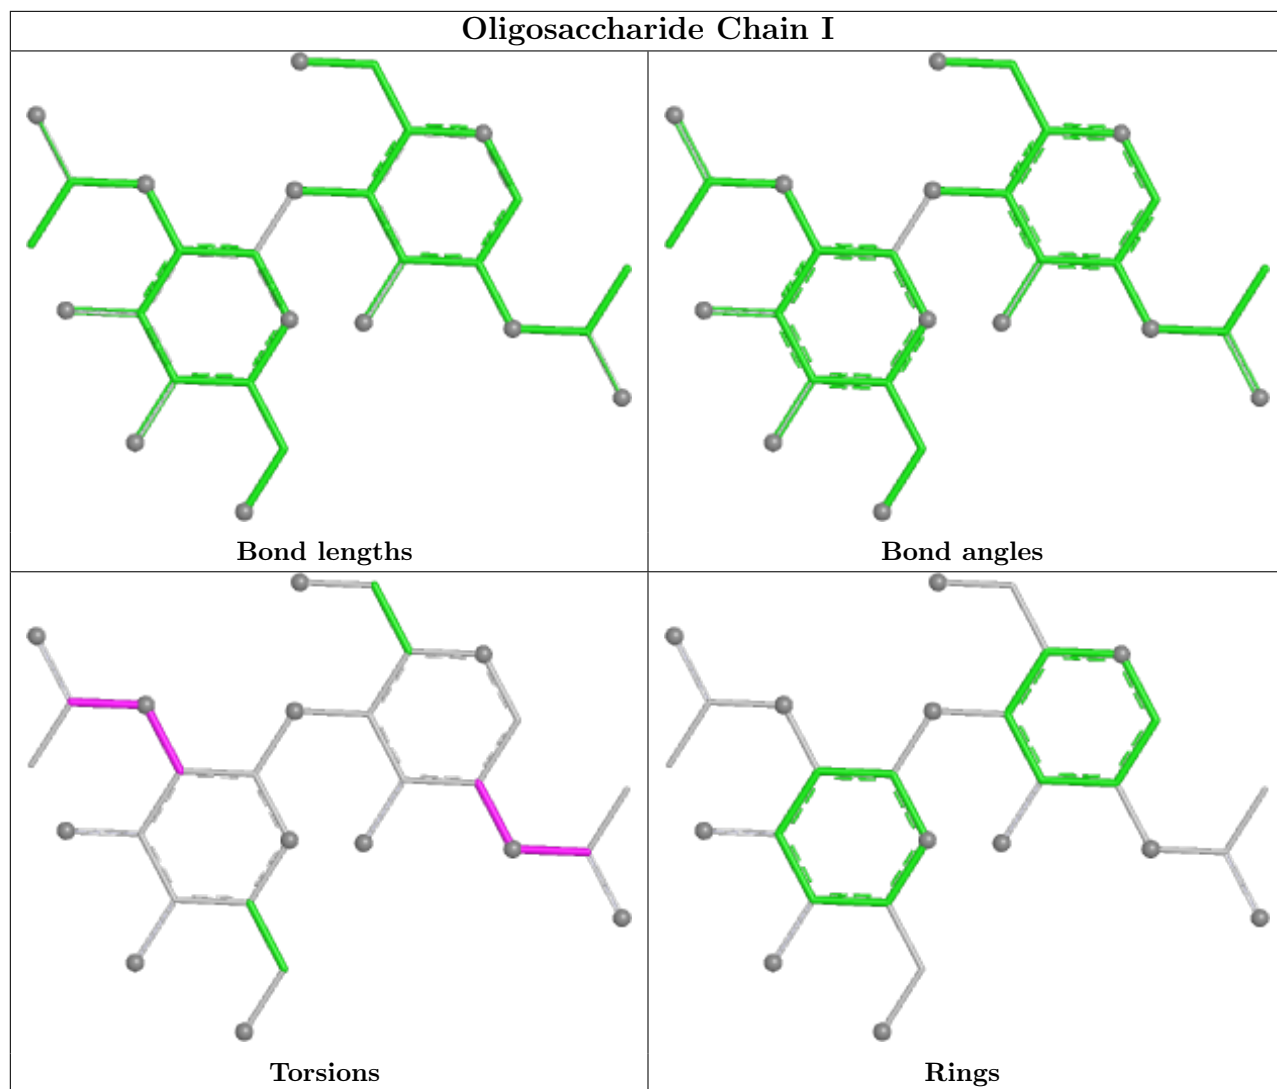 Oligosaccharide Chain I
Bond lengths
Bond angles
Torsions
Rings